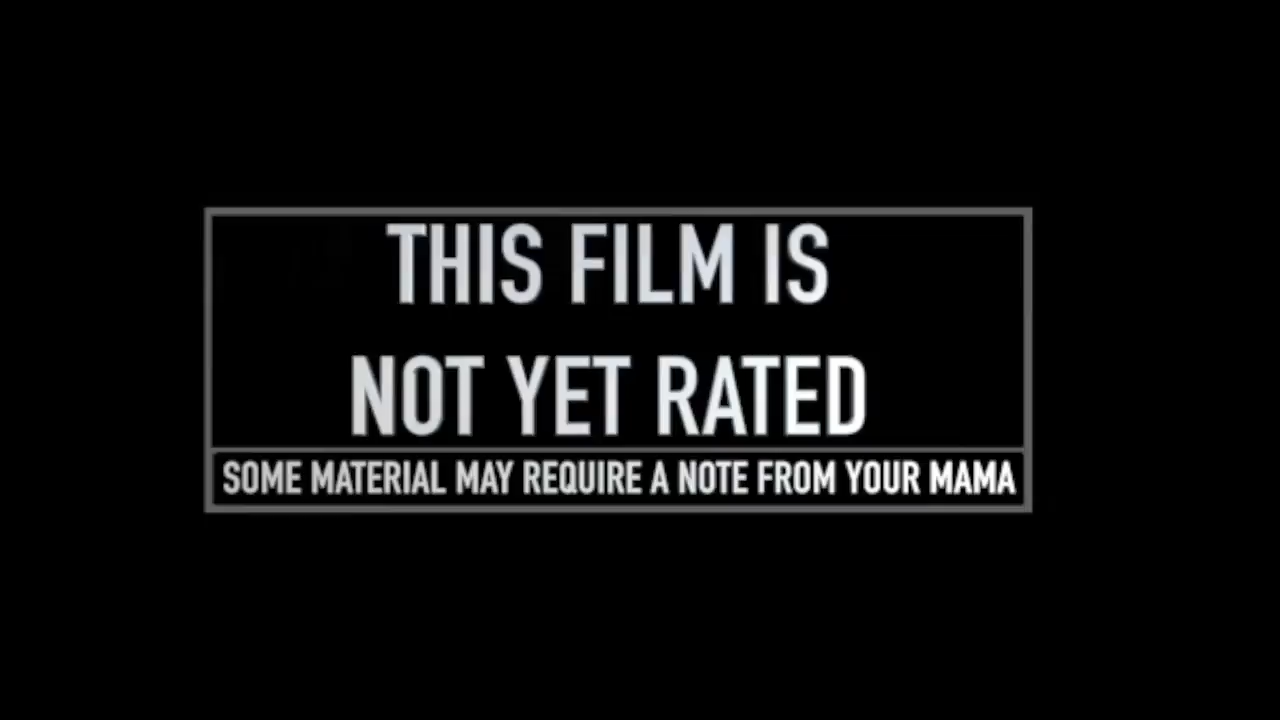 THIS FILM IS
NOT YET RATED
SOME MATERIAL MAY REQUIRE A NOTE FROM YOUR MAMA